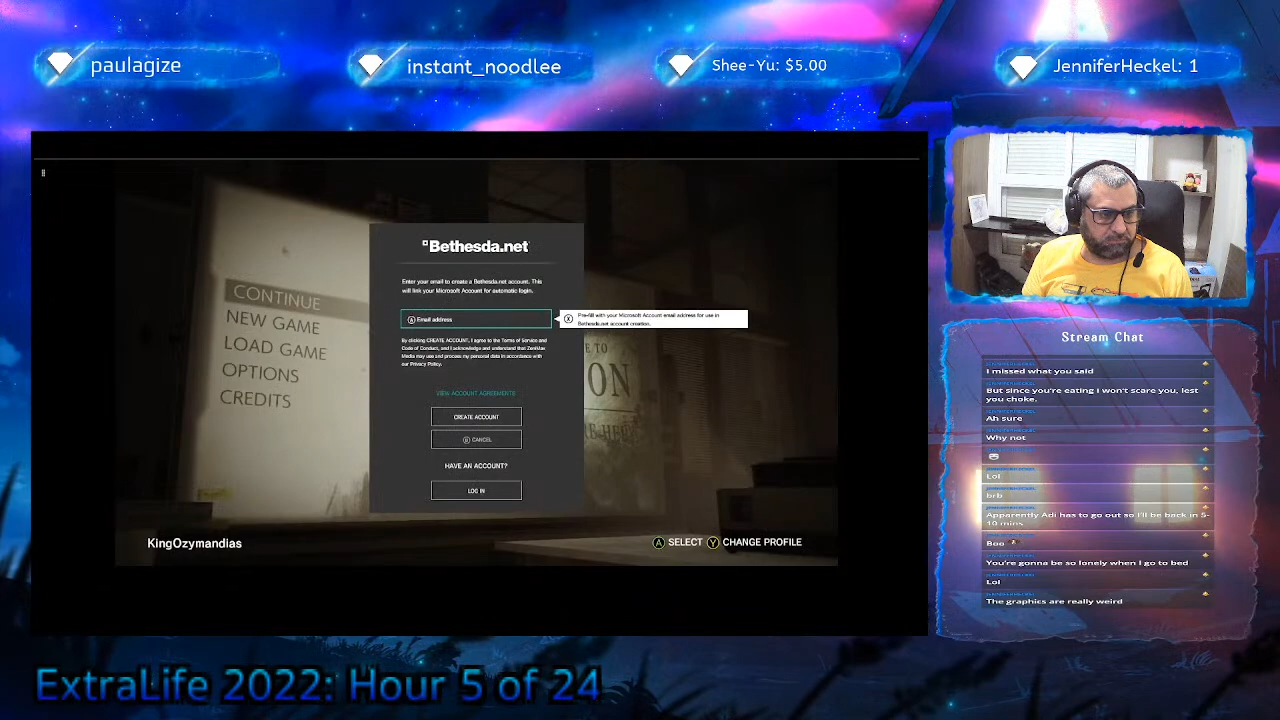 paulagize
instant_noodlee
Shee-Yu: $5.00
JenniferHeckel: 1
Bethesda.net
Enter your email to create a Bethesda.net account. This
will link your Microsoft Account for automatic login.
A Email address
X Pre-fill with your Microsoft Account email address for use in
Bethesda.net account creation.
By clicking CREATE ACCOUNT, I agree to the Terms of Service and
Code of Conduct, and I acknowledge and understand that ZeniMax
Media may use and process my personal data in accordance with
our Privacy Policy.
VIEW ACCOUNT AGREEMENTS
CREATE ACCOUNT
B CANCEL
HAVE AN ACCOUNT?
LOG IN
CONTINUE
NEW GAME
LOAD GAME
OPTIONS
CREDITS
TO
ON
KingOzymandias
A SELECT Y CHANGE PROFILE
Stream Chat
I missed what you said
But since you're eating I won't scare you, lest
you choke.
Ah sure
Why not
Lol
brb
Apparently Adi has to go out so I'll be back in 5-
10 mins
Boo
You're gonna be so lonely when I go to bed
Lol
The graphics are really weird
ExtraLife 2022: Hour 5 of 24